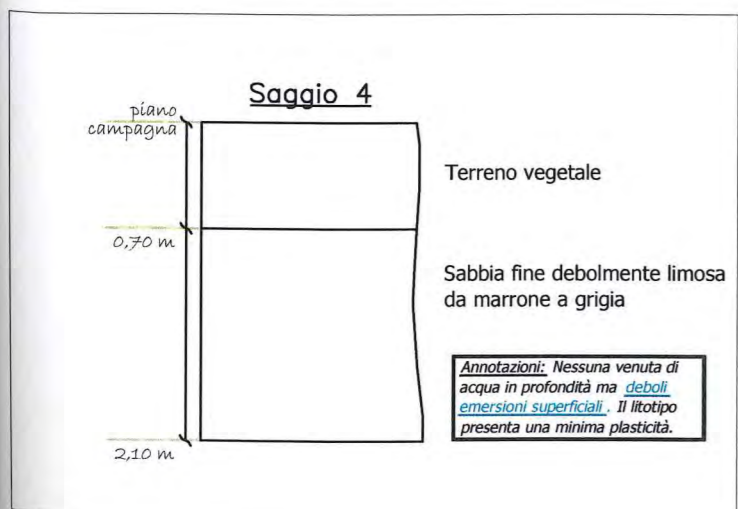 Saggio 4
piano
campagna
Terreno vegetale
0,70 m
Sabbia fine debolmente limosa
da marrone a grigia
Annotazioni: Nessuna venuta di
acqua in profondità ma deboli
emersioni superficiali . Il litotipo
presenta una minima plasticità.
2,10 m